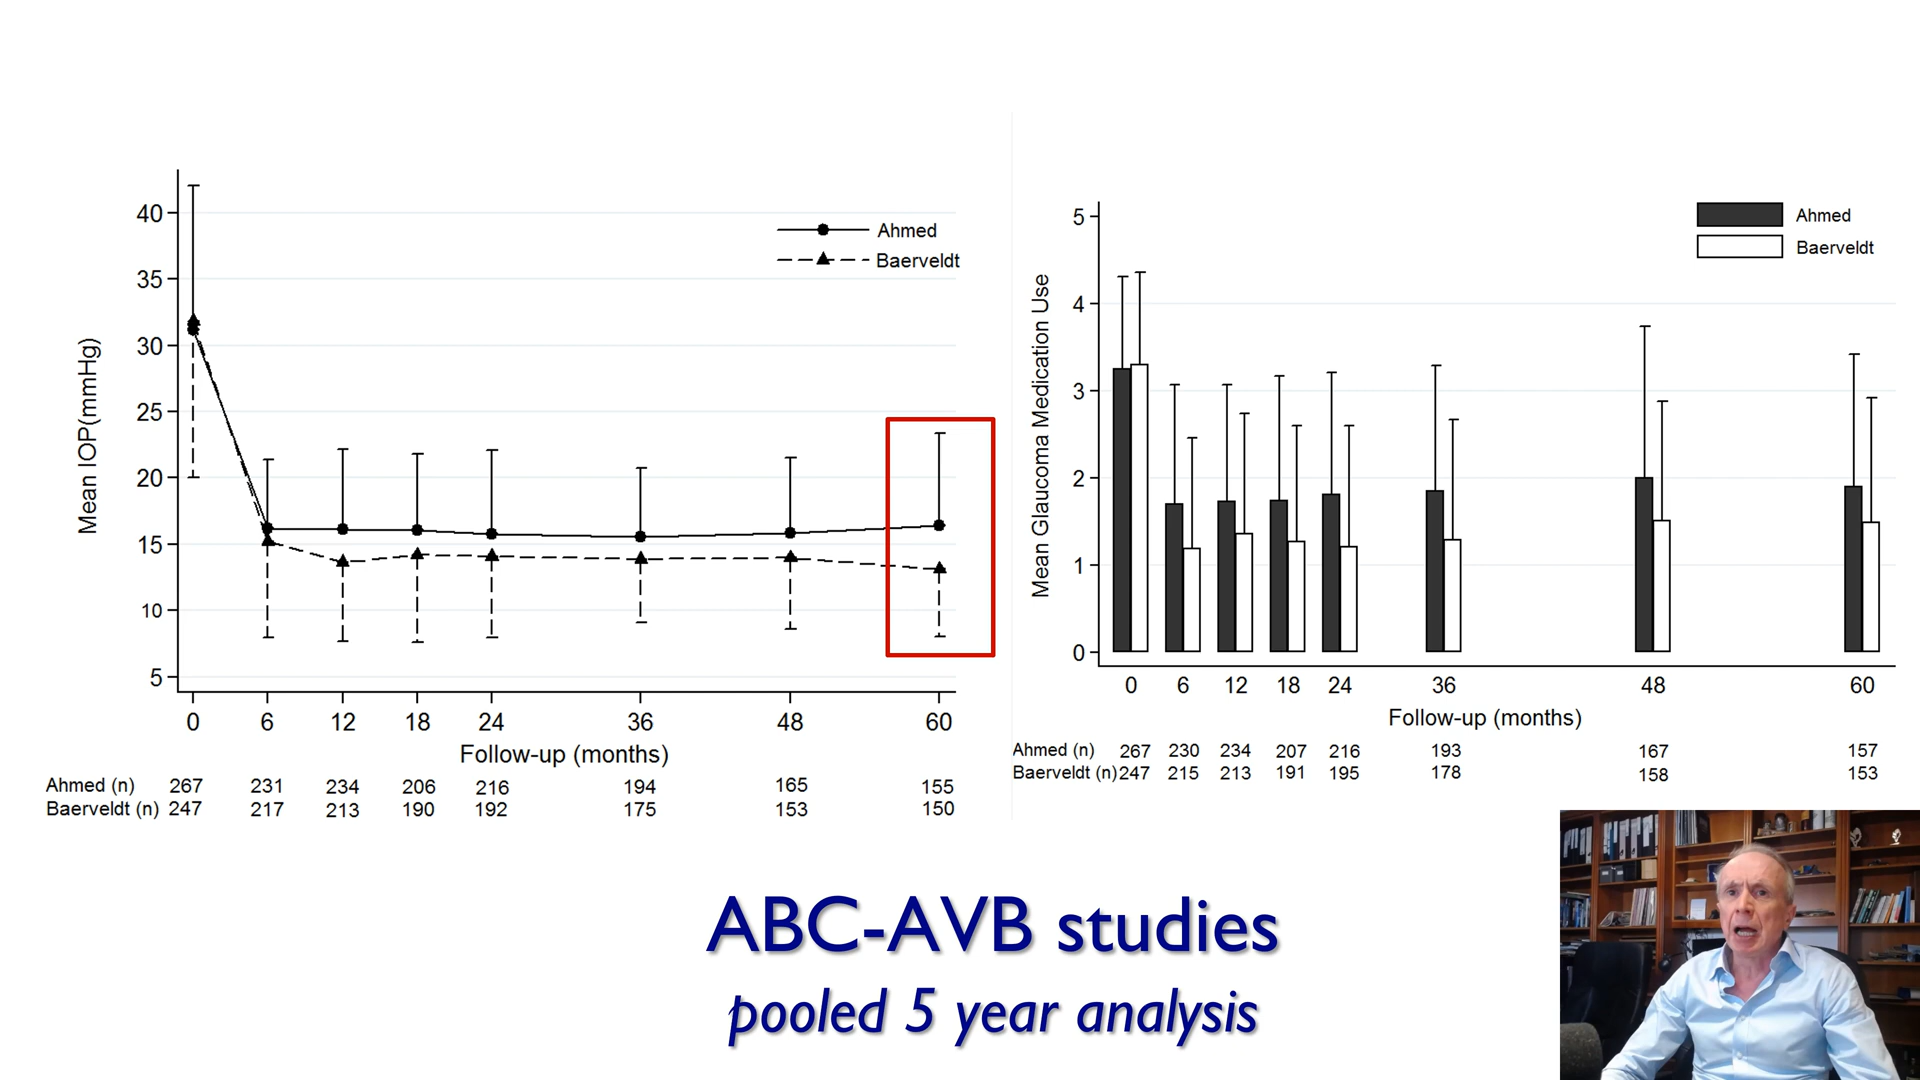 Mean IOP(mmHg)
40
35
30
25
20
15
10
5
Ahmed
Baerveldt
0 6 12 18 24 36 48 60
Follow-up (months)
Ahmed (n) 267 231 234 206 216 194 165 155
Baerveldt (n) 247 217 213 190 192 175 153 150
Mean Glaucoma Medication Use
5
4
3
2
1
0
Ahmed
Baerveldt
0 6 12 18 24 36 48 60
Follow-up (months)
Ahmed (n) 267 230 234 207 216 193 167 157
Baerveldt (n) 247 215 213 191 195 178 158 153
ABC-AVB studies
pooled 5 year analysis